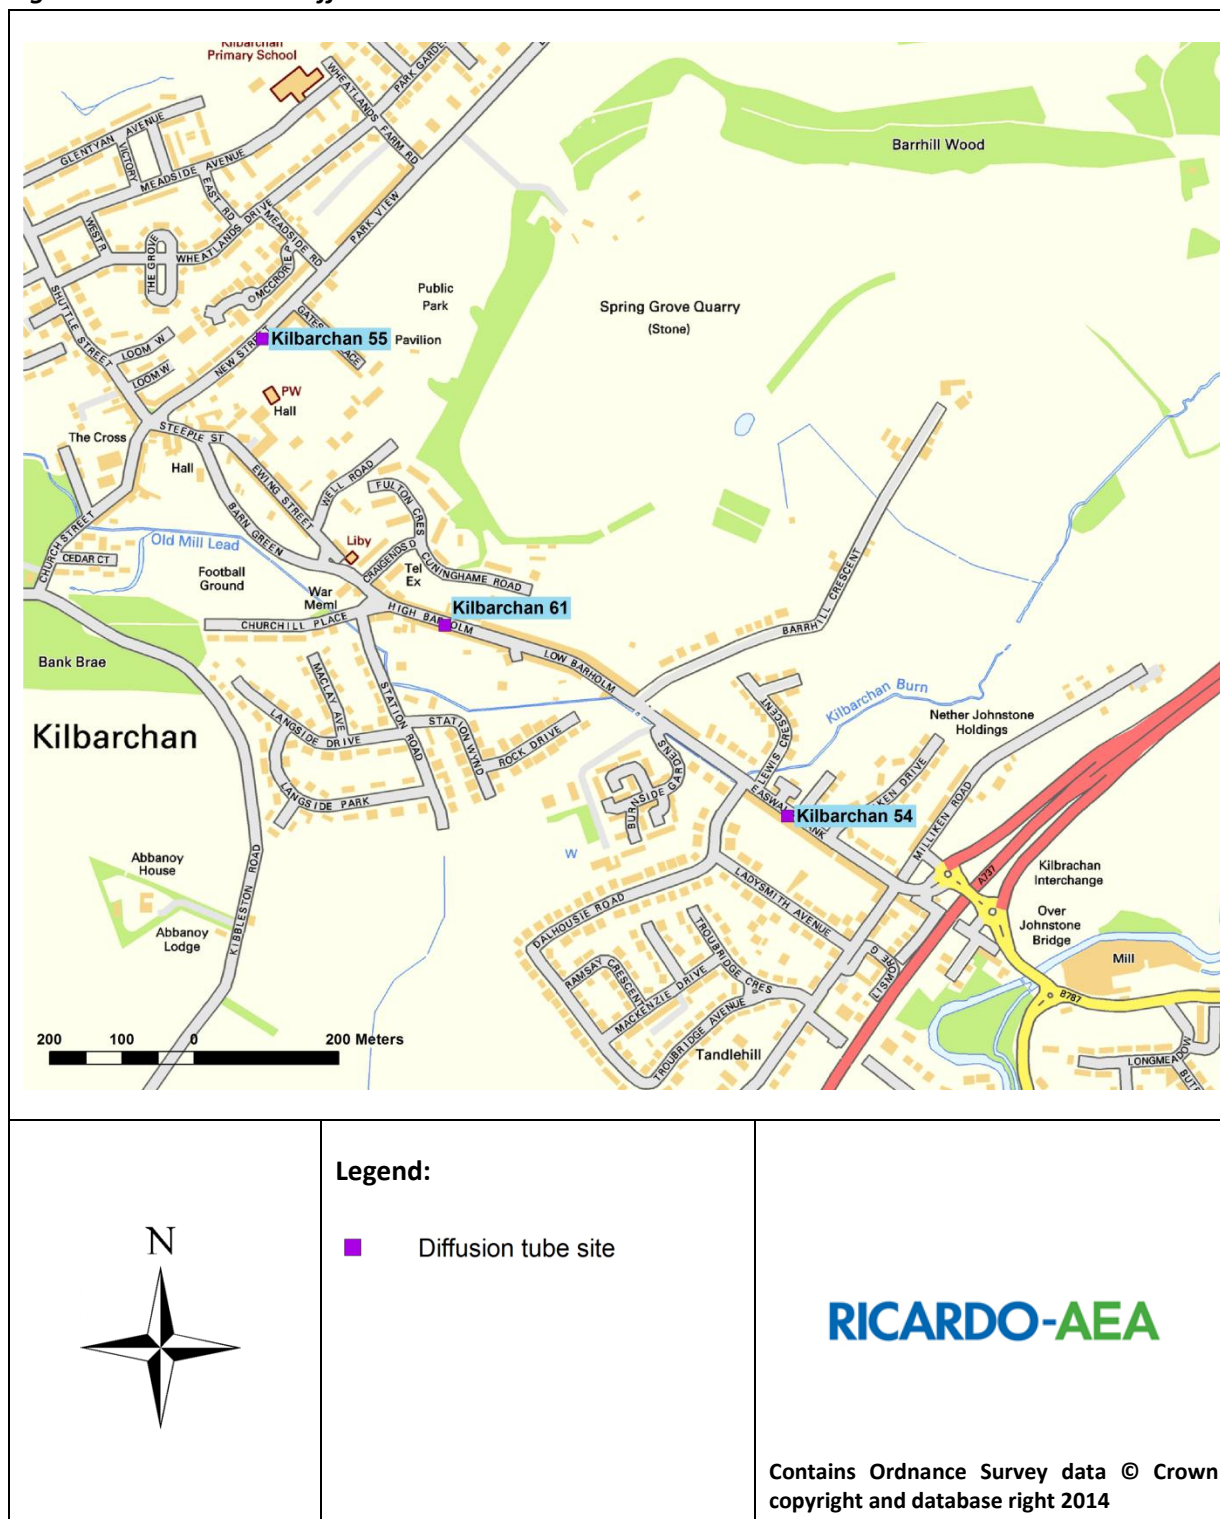 Kilbarchan
Primary School
WHEATLANDS FARM RD
PARK GARDE
GLENTYAN AVENUE
VICTORY
MEADSIDE AVENUE
EAST RD
WEST R
THE GROVE
WHEATLANDS DRIVE
MEADSIDE RD
MCCRORIE P
PARK VIEW
Barrhill Wood
Public
Park
Spring Grove Quarry
(Stone)
SHUTTLE STREET
LOOM W
LOOM W
NEW STREET
Kilbarchan 55
Pavilion
PW
Hall
The Cross
STEEPLE ST
Hall
EWING STREET
WELL ROAD
BARN GREEN
FULTON CRES
CHURCH STREET
Old Mill Lead
CEDAR CT
Football
Ground
Liby
CRAIGENDS D
Tel
Ex
CUNINGHAME ROAD
War
Meml
Kilbarchan 61
HIGH BARHOLM
CHURCHILL PLACE
BARRHILL CRESCENT
LOW BARHOLM
Bank Brae
MACLAY AVE
STATION ROAD
Kilbarchan Burn
LEWIS CRESCENT
Nether Johnstone
Holdings
Kilbarchan
LANGSIDE DRIVE
STATION WYND
ROCK DRIVE
LANGSIDE PARK
BURNSIDE GARDENS
Kilbarchan 54
KEN DRIVE
MILLIKEN ROAD
W
Abbanoy
House
Abbanoy
Lodge
KIBBLESTON ROAD
LADYSMITH AVENUE
DALHOUSIE ROAD
A737
Kilbrachan
Interchange
Over
Johnstone
Bridge
Mill
RAMSAY CRESCENT
MACKENZIE DRIVE
TROUBRIDGE CRES
TROUBRIDGE AVENUE
LISMORE G
B787
Tandlehill
LONGMEADOW
BUTE
200 100 0 200 Meters
N
Legend:
Diffusion tube site
RICARDO-AEA
Contains Ordnance Survey data © Crown
copyright and database right 2014